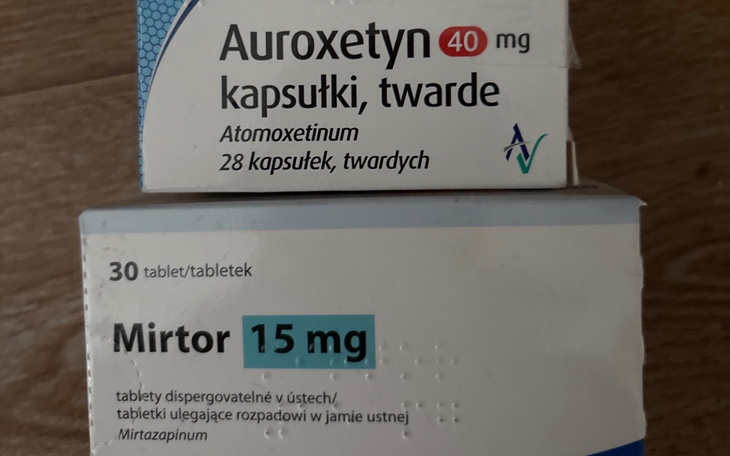 Auroxetyn 40 mg
kapsułki, twarde
Atomoxetinum
28 kapsułek, twardych
30 tablet/tabletek
Mirtor 15 mg
tablety dispergovatelné v ústech/
tabletki ulegające rozpadowi w jamie ustnej
Mirtazapinum